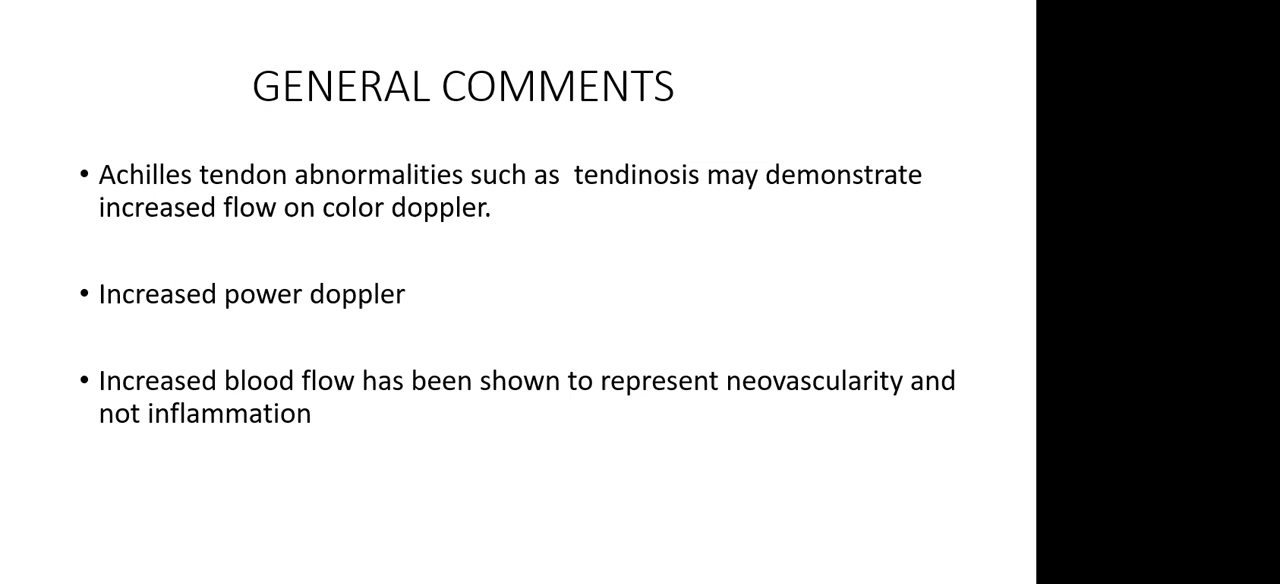 GENERAL COMMENTS
• Achilles tendon abnormalities such as  tendinosis may demonstrate
increased flow on color doppler.
• Increased power doppler
• Increased blood flow has been shown to represent neovascularity and
not inflammation